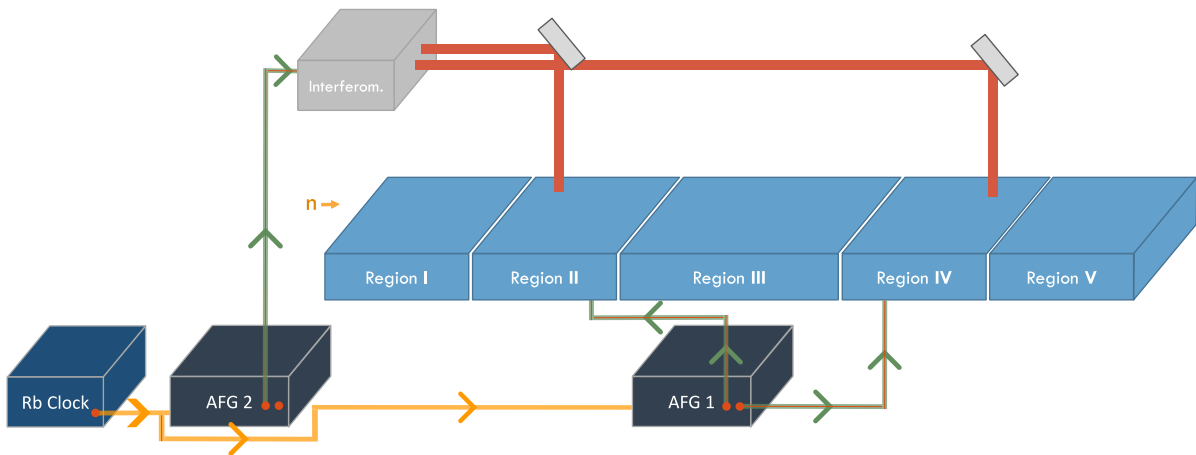 Interferom.
n
Region I
Region II
Region III
Region IV
Region V
Rb Clock
AFG 2
AFG 1